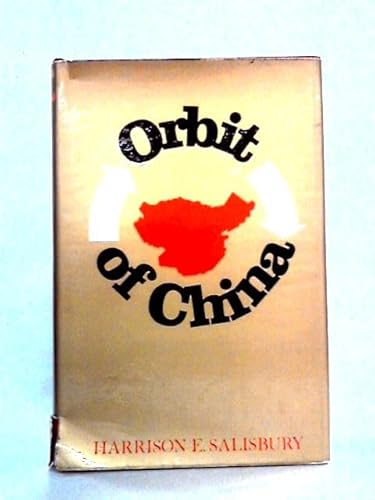 Orbit
of China
HARRISON E. SALISBURY